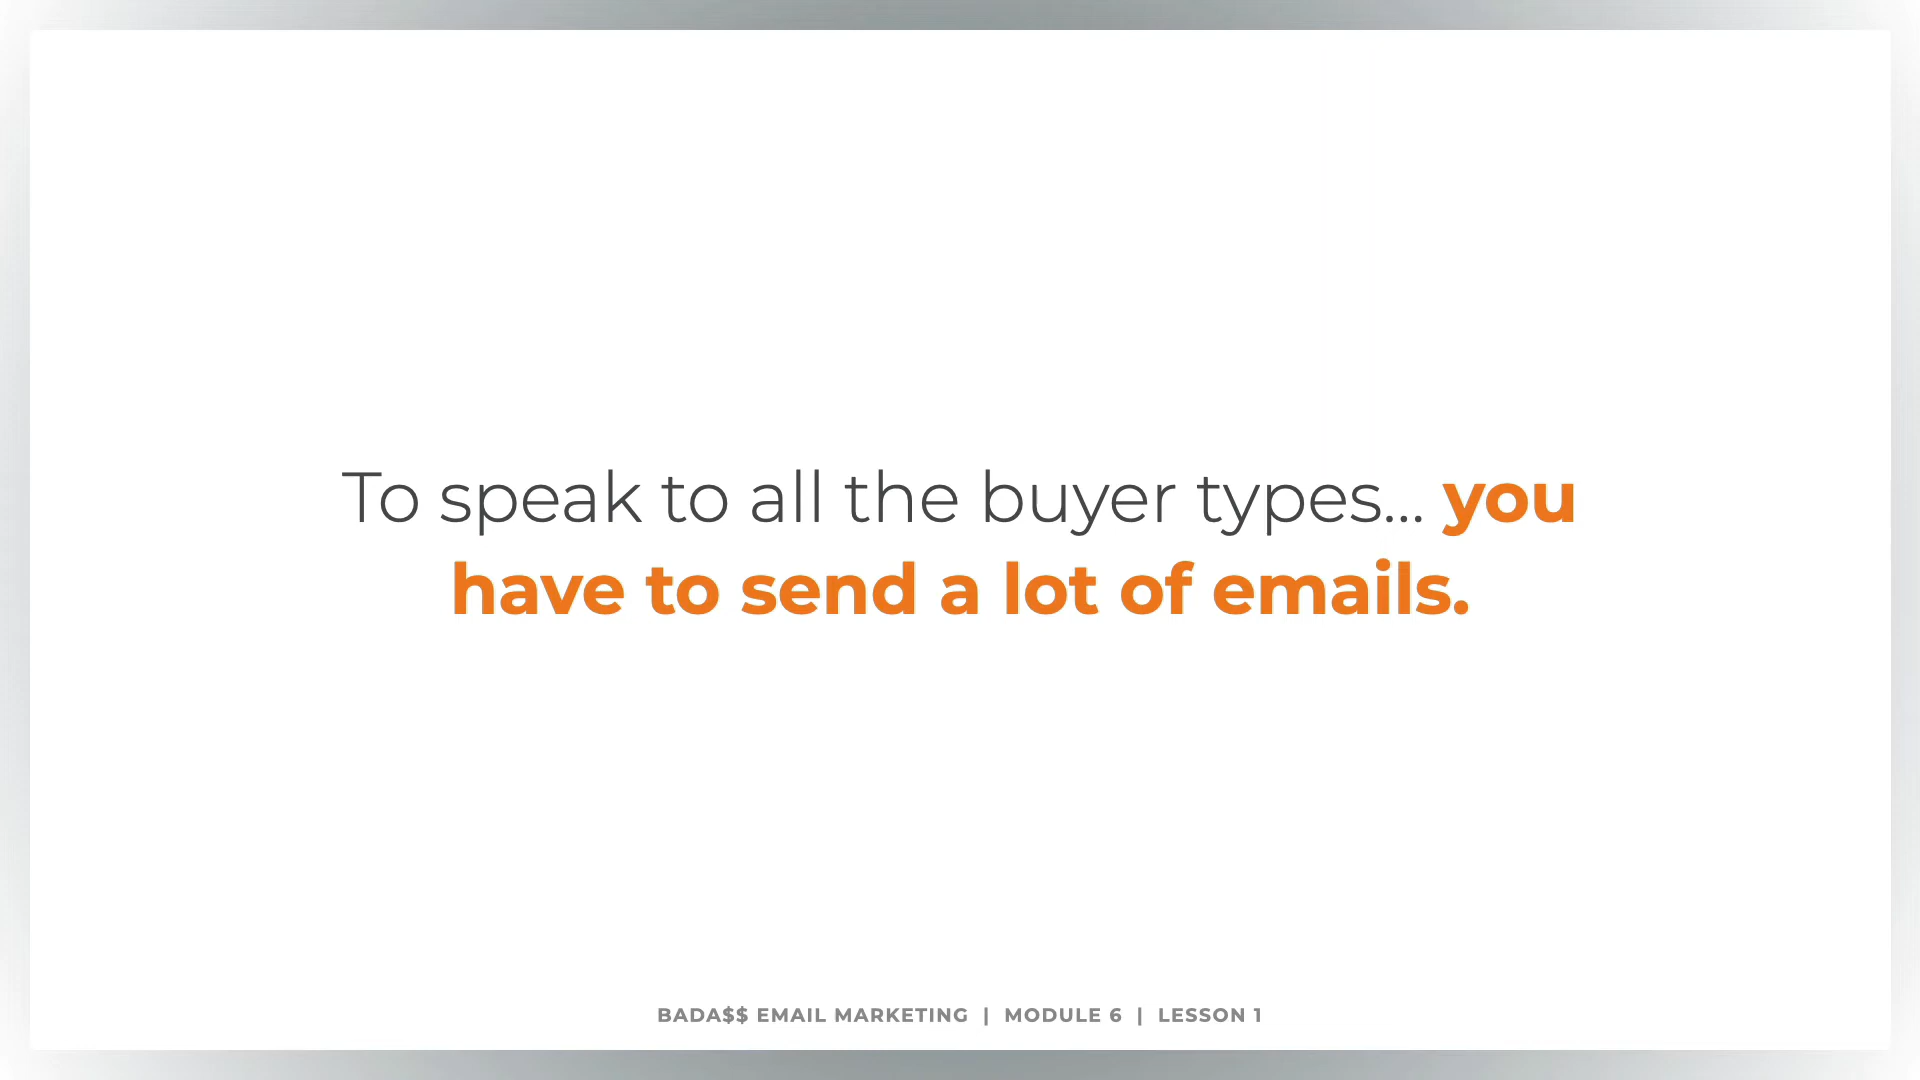 To speak to all the buyer types... you
have to send a lot of emails.
BADA$$ EMAIL MARKETING | MODULE 6 | LESSON 1